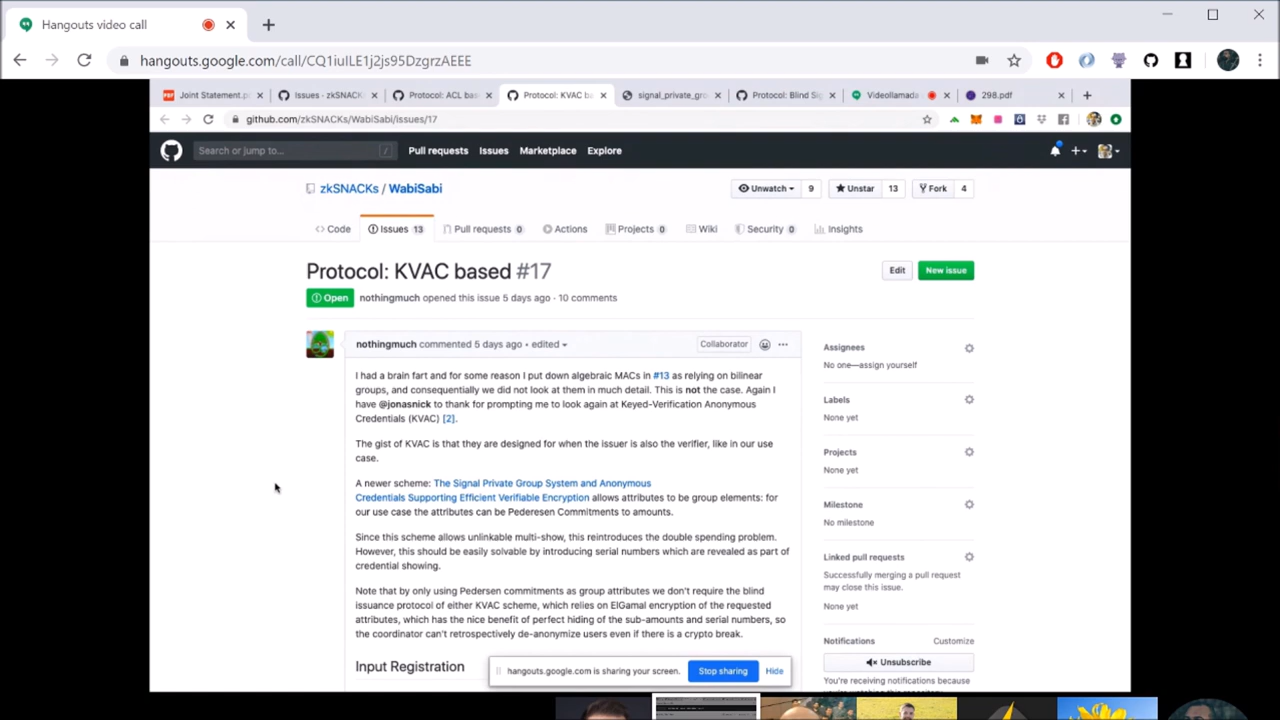 Hangouts video call
hangouts.google.com/call/CQ1iuILE1j2js95DzgrzAEEE
Joint Statement.p
Issues · zkSNACK
Protocol: ACL bas
Protocol: KVAC ba
signal_private_gro
Protocol: Blind Sig
Videollamada
298.pdf
github.com/zkSNACKs/WabiSabi/issues/17
Search or jump to...
/
Pull requests
Issues
Marketplace
Explore
zkSNACKs / WabiSabi
Unwatch
9
Unstar
13
Fork
4
Code
Issues 13
Pull requests 0
Actions
Projects 0
Wiki
Security 0
Insights
Protocol: KVAC based #17
Edit
New issue
Open
nothingmuch opened this issue 5 days ago · 10 comments
nothingmuch commented 5 days ago • edited
Collaborator
I had a brain fart and for some reason I put down algebraic MACs in #13 as relying on bilinear
groups, and consequentially we did not look at them in much detail. This is not the case. Again I
have @jonasnick to thank for prompting me to look again at Keyed-Verification Anonymous
Credentials (KVAC) [2].
The gist of KVAC is that they are designed for when the issuer is also the verifier, like in our use
case.
A newer scheme: The Signal Private Group System and Anonymous
Credentials Supporting Efficient Verifiable Encryption allows attributes to be group elements: for
our use case the attributes can be Pederesen Commitments to amounts.
Since this scheme allows unlinkable multi-show, this reintroduces the double spending problem.
However, this should be easily solvable by introducing serial numbers which are revealed as part of
credential showing.
Note that by only using Pedersen commitments as group attributes we don't require the blind
issuance protocol of either KVAC scheme, which relies on ElGamal encryption of the requested
attributes, which has the nice benefit of perfect hiding of the sub-amounts and serial numbers, so
the coordinator can't retrospectively de-anonymize users even if there is a crypto break.
Input Registration
Assignees
No one—assign yourself
Labels
None yet
Projects
None yet
Milestone
No milestone
Linked pull requests
Successfully merging a pull request
may close this issue.
None yet
Notifications
Customize
Unsubscribe
You're receiving notifications because
hangouts.google.com is sharing your screen.
Stop sharing
Hide